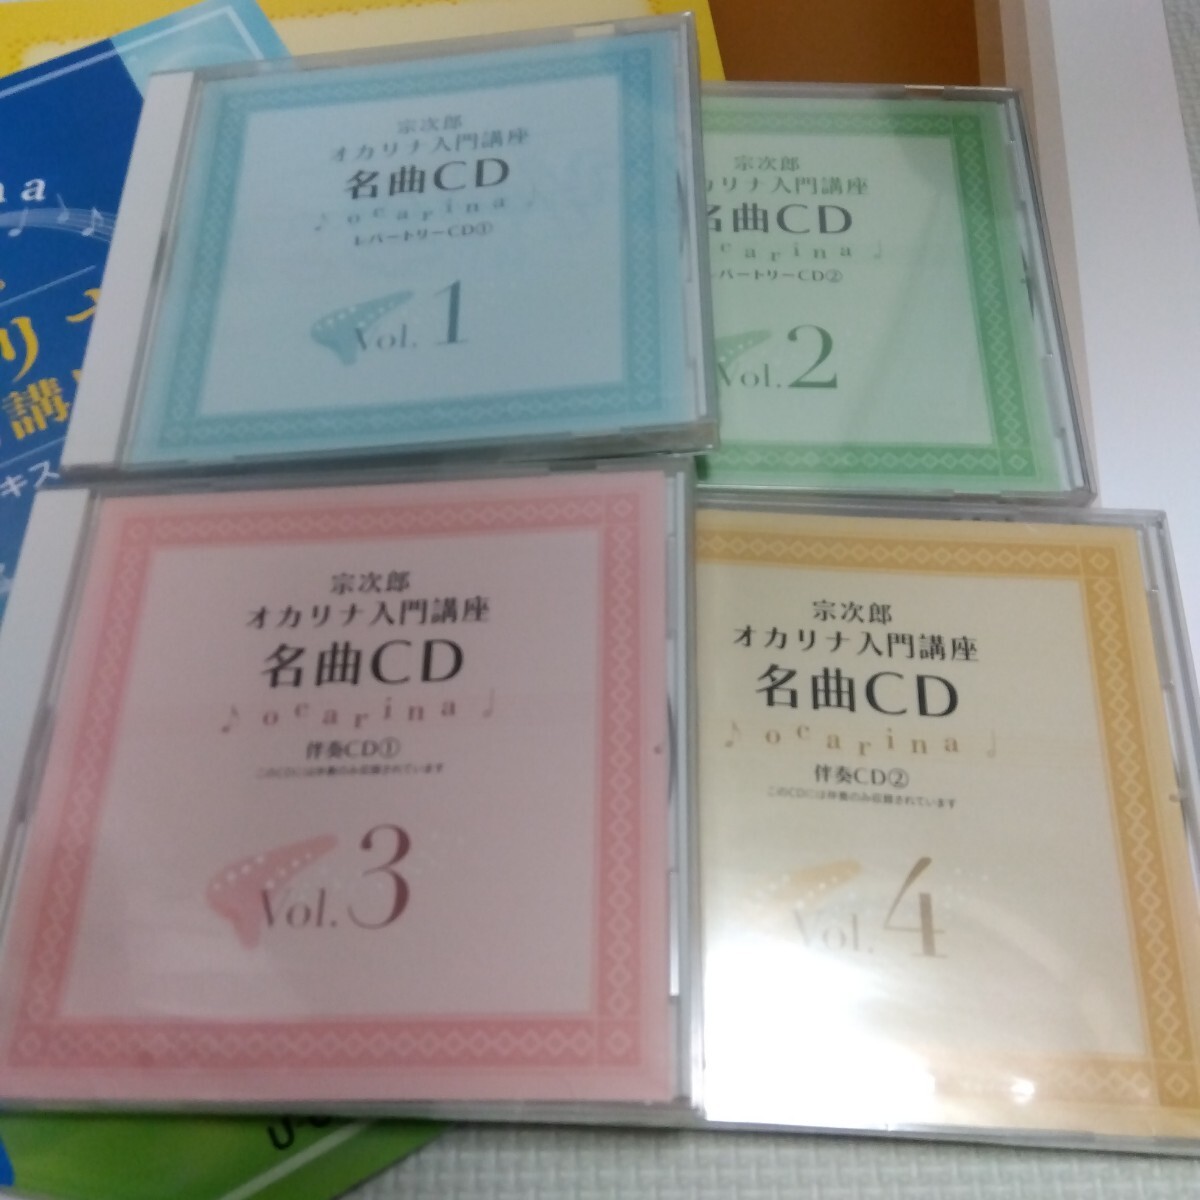 宗次郎
オカリナ入門講座
名曲CD
♪ocarina♩
レパートリーCD①
Vol. 1
宗次郎
カリナ入門講座
名曲CD
carina♩
レパートリーCD②
Vol. 2
宗次郎
オカリナ入門講座
名曲CD
♪ocarina♩
伴奏CD①
このCDには伴奏のみ収録されています
Vol. 3
宗次郎
オカリナ入門講座
名曲CD
♪ocarina♩
伴奏CD②
このCDには伴奏のみ収録されています
Vol. 4
na
リナ
講
キス